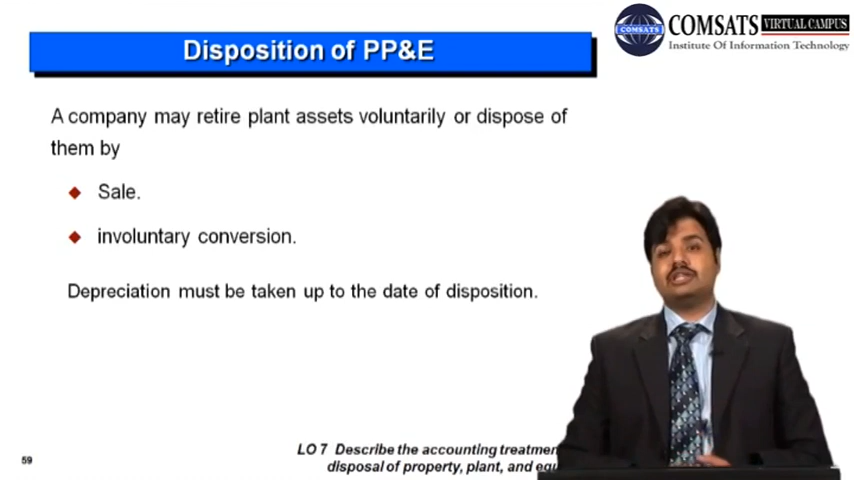 COMSATS VIRTUAL CAMPUS
COMSATS
Institute Of Information Technology
Disposition of PP&E
A company may retire plant assets voluntarily or dispose of
them by
Sale.
involuntary conversion.
Depreciation must be taken up to the date of disposition.
LO 7 Describe the accounting
disposal of property, plant, and
59